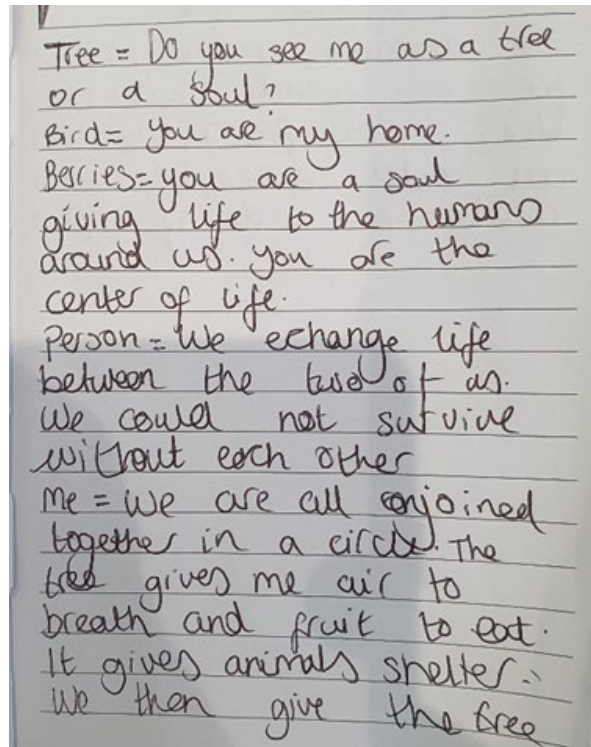 Tree = Do you see me as a tree
or a soul?
Bird = you are my home.
Berries = you are a soul
giving life to the humans
around us. you are the
center of life.
Person = We echange life
between the two of us.
We could not survive
without each other
Me = We are all conjoined
together in a circle. The
tree gives me air to
breath and fruit to eat.
It gives animals shelter.
We then give the tree